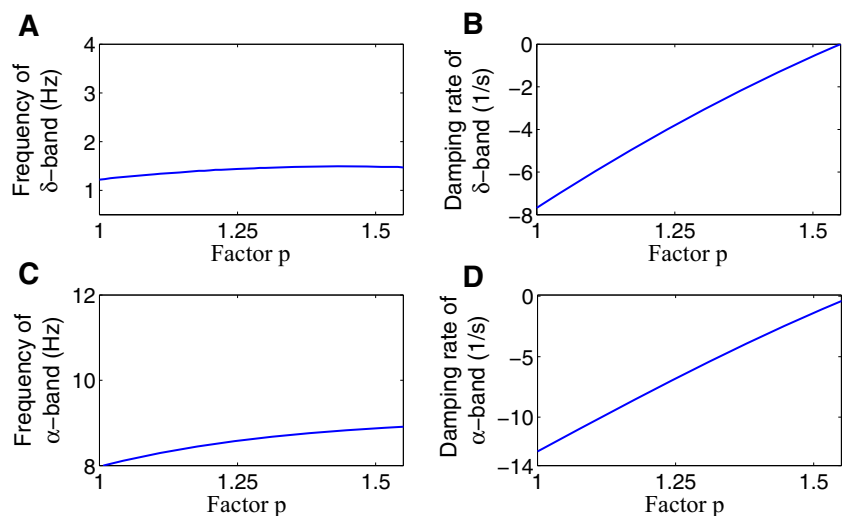 A
Frequency of
δ−band (Hz)
4
3
2
1
1
1.25
1.5
Factor p
B
Damping rate of
δ−band (1/s)
0
−2
−4
−6
−8
1
1.25
1.5
Factor p
C
Frequency of
α−band (Hz)
12
10
8
1
1.25
1.5
Factor p
D
Damping rate of
α−band (1/s)
0
−5
−10
−14
1
1.25
1.5
Factor p